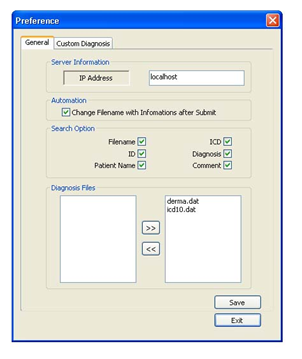 Preference
General Custom Diagnosis
Server Information
IP Address localhost
Automation
Change Filename with Infomations after Submit
Search Option
Filename ICD
ID Diagnosis
Patient Name Comment
Diagnosis Files
derma.dat
icd10.dat
>>
<<
Save
Exit